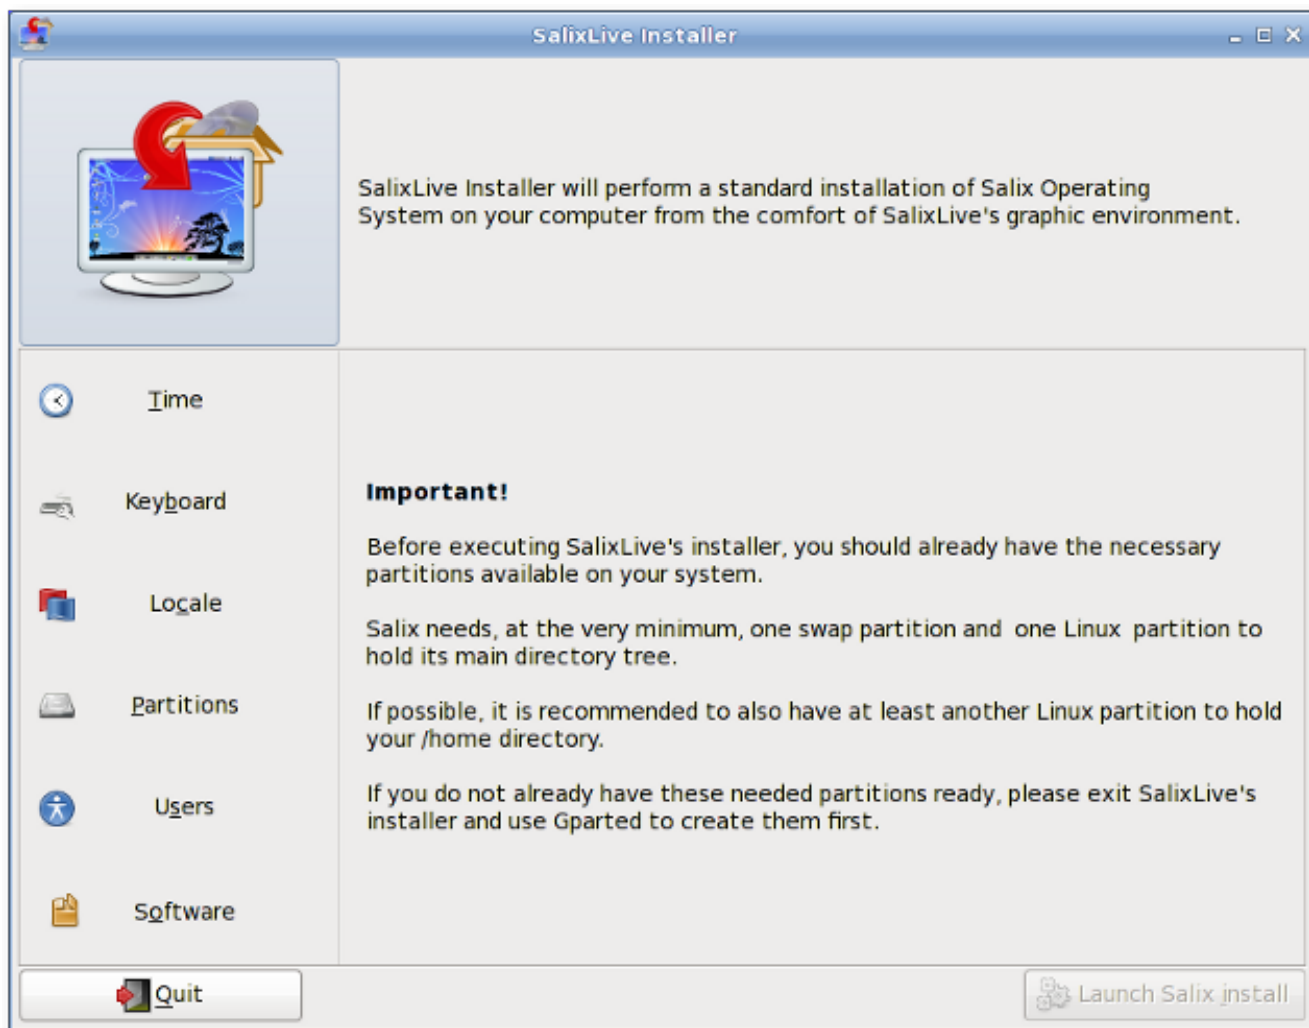 SalixLive Installer
SalixLive Installer will perform a standard installation of Salix Operating
System on your computer from the comfort of SalixLive's graphic environment.
Time
Keyboard
Locale
Partitions
Users
Software
Important!
Before executing SalixLive's installer, you should already have the necessary
partitions available on your system.
Salix needs, at the very minimum, one swap partition and one Linux partition to
hold its main directory tree.
If possible, it is recommended to also have at least another Linux partition to hold
your /home directory.
If you do not already have these needed partitions ready, please exit SalixLive's
installer and use Gparted to create them first.
Quit
Launch Salix install